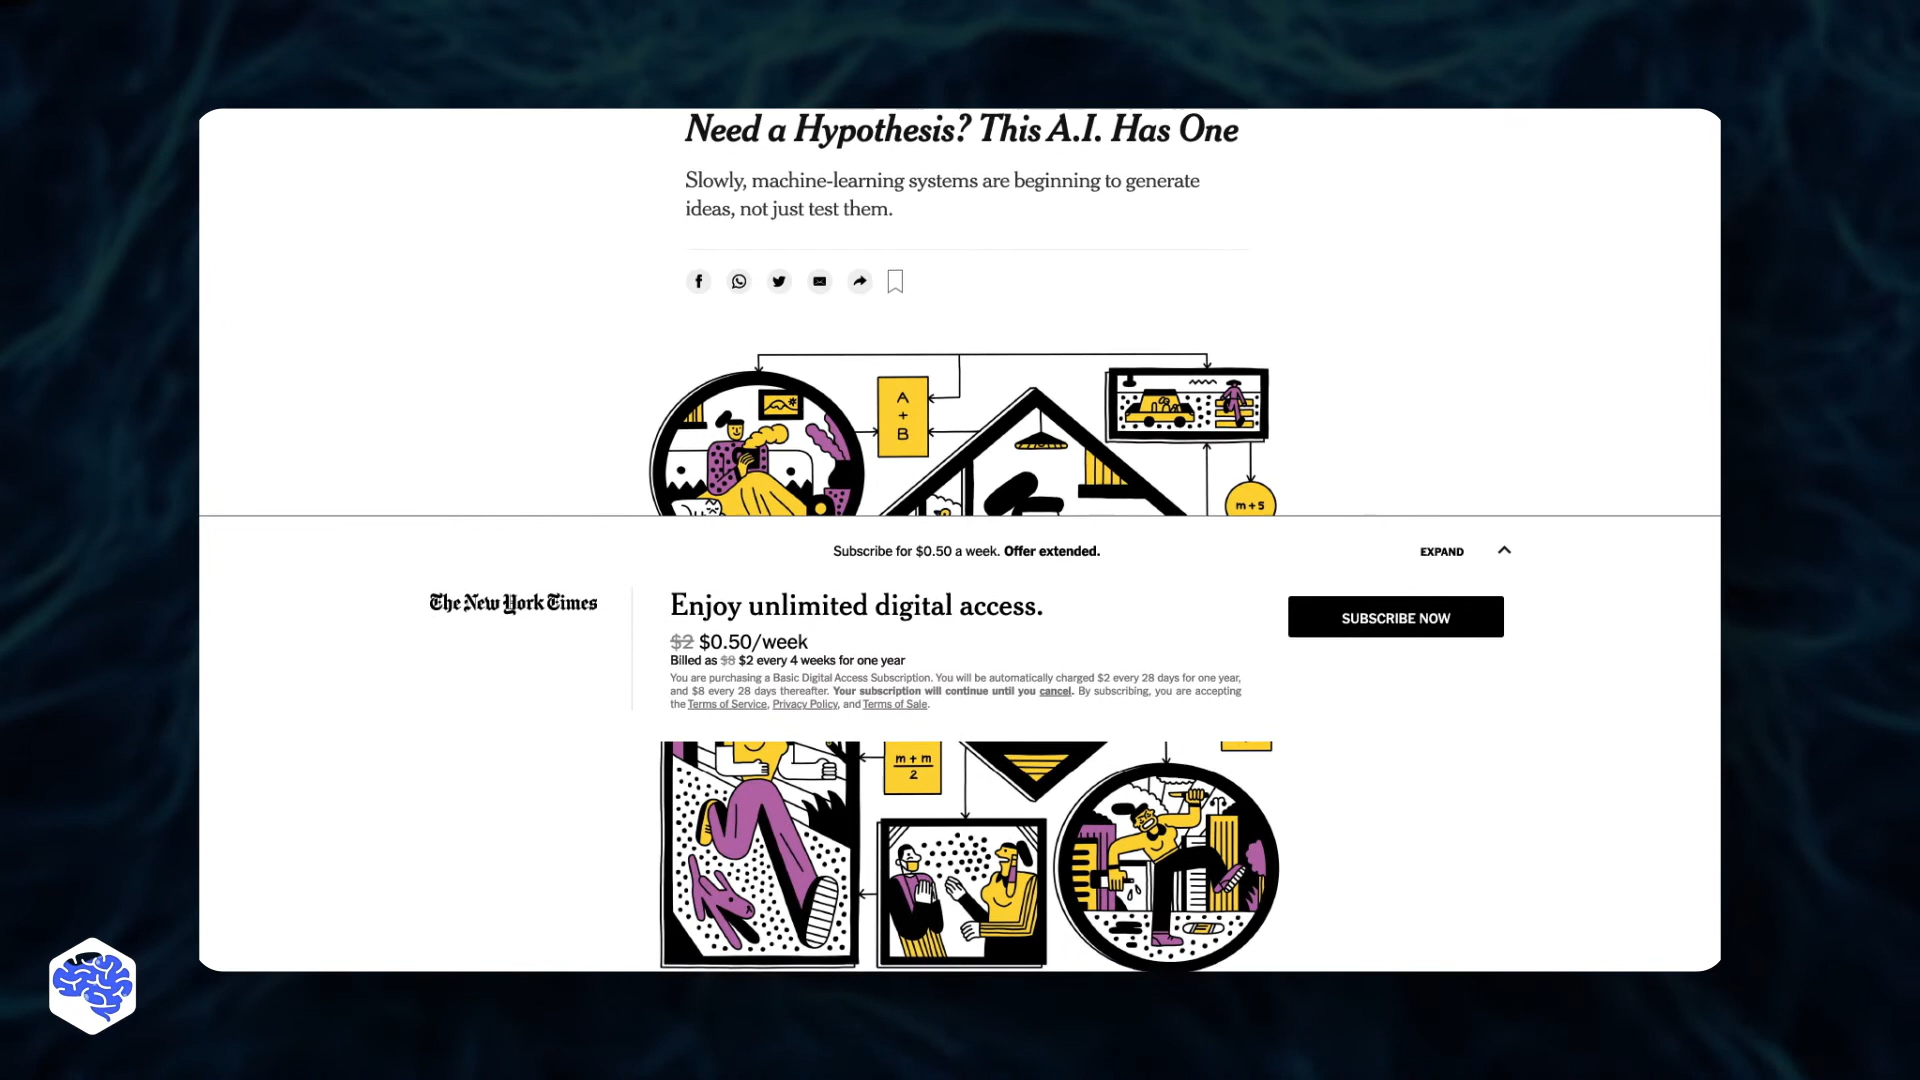 Need a Hypothesis? This A.I. Has One
Slowly, machine-learning systems are beginning to generate
ideas, not just test them.
A
+
B
m+5
Subscribe for $0.50 a week. Offer extended.
EXPAND
The New York Times
Enjoy unlimited digital access.
$2 $0.50/week
Billed as $8 $2 every 4 weeks for one year
You are purchasing a Basic Digital Access Subscription. You will be automatically charged $2 every 28 days for one year,
and $8 every 28 days thereafter. Your subscription will continue until you cancel. By subscribing, you are accepting
the Terms of Service, Privacy Policy, and Terms of Sale.
SUBSCRIBE NOW
m+m
2